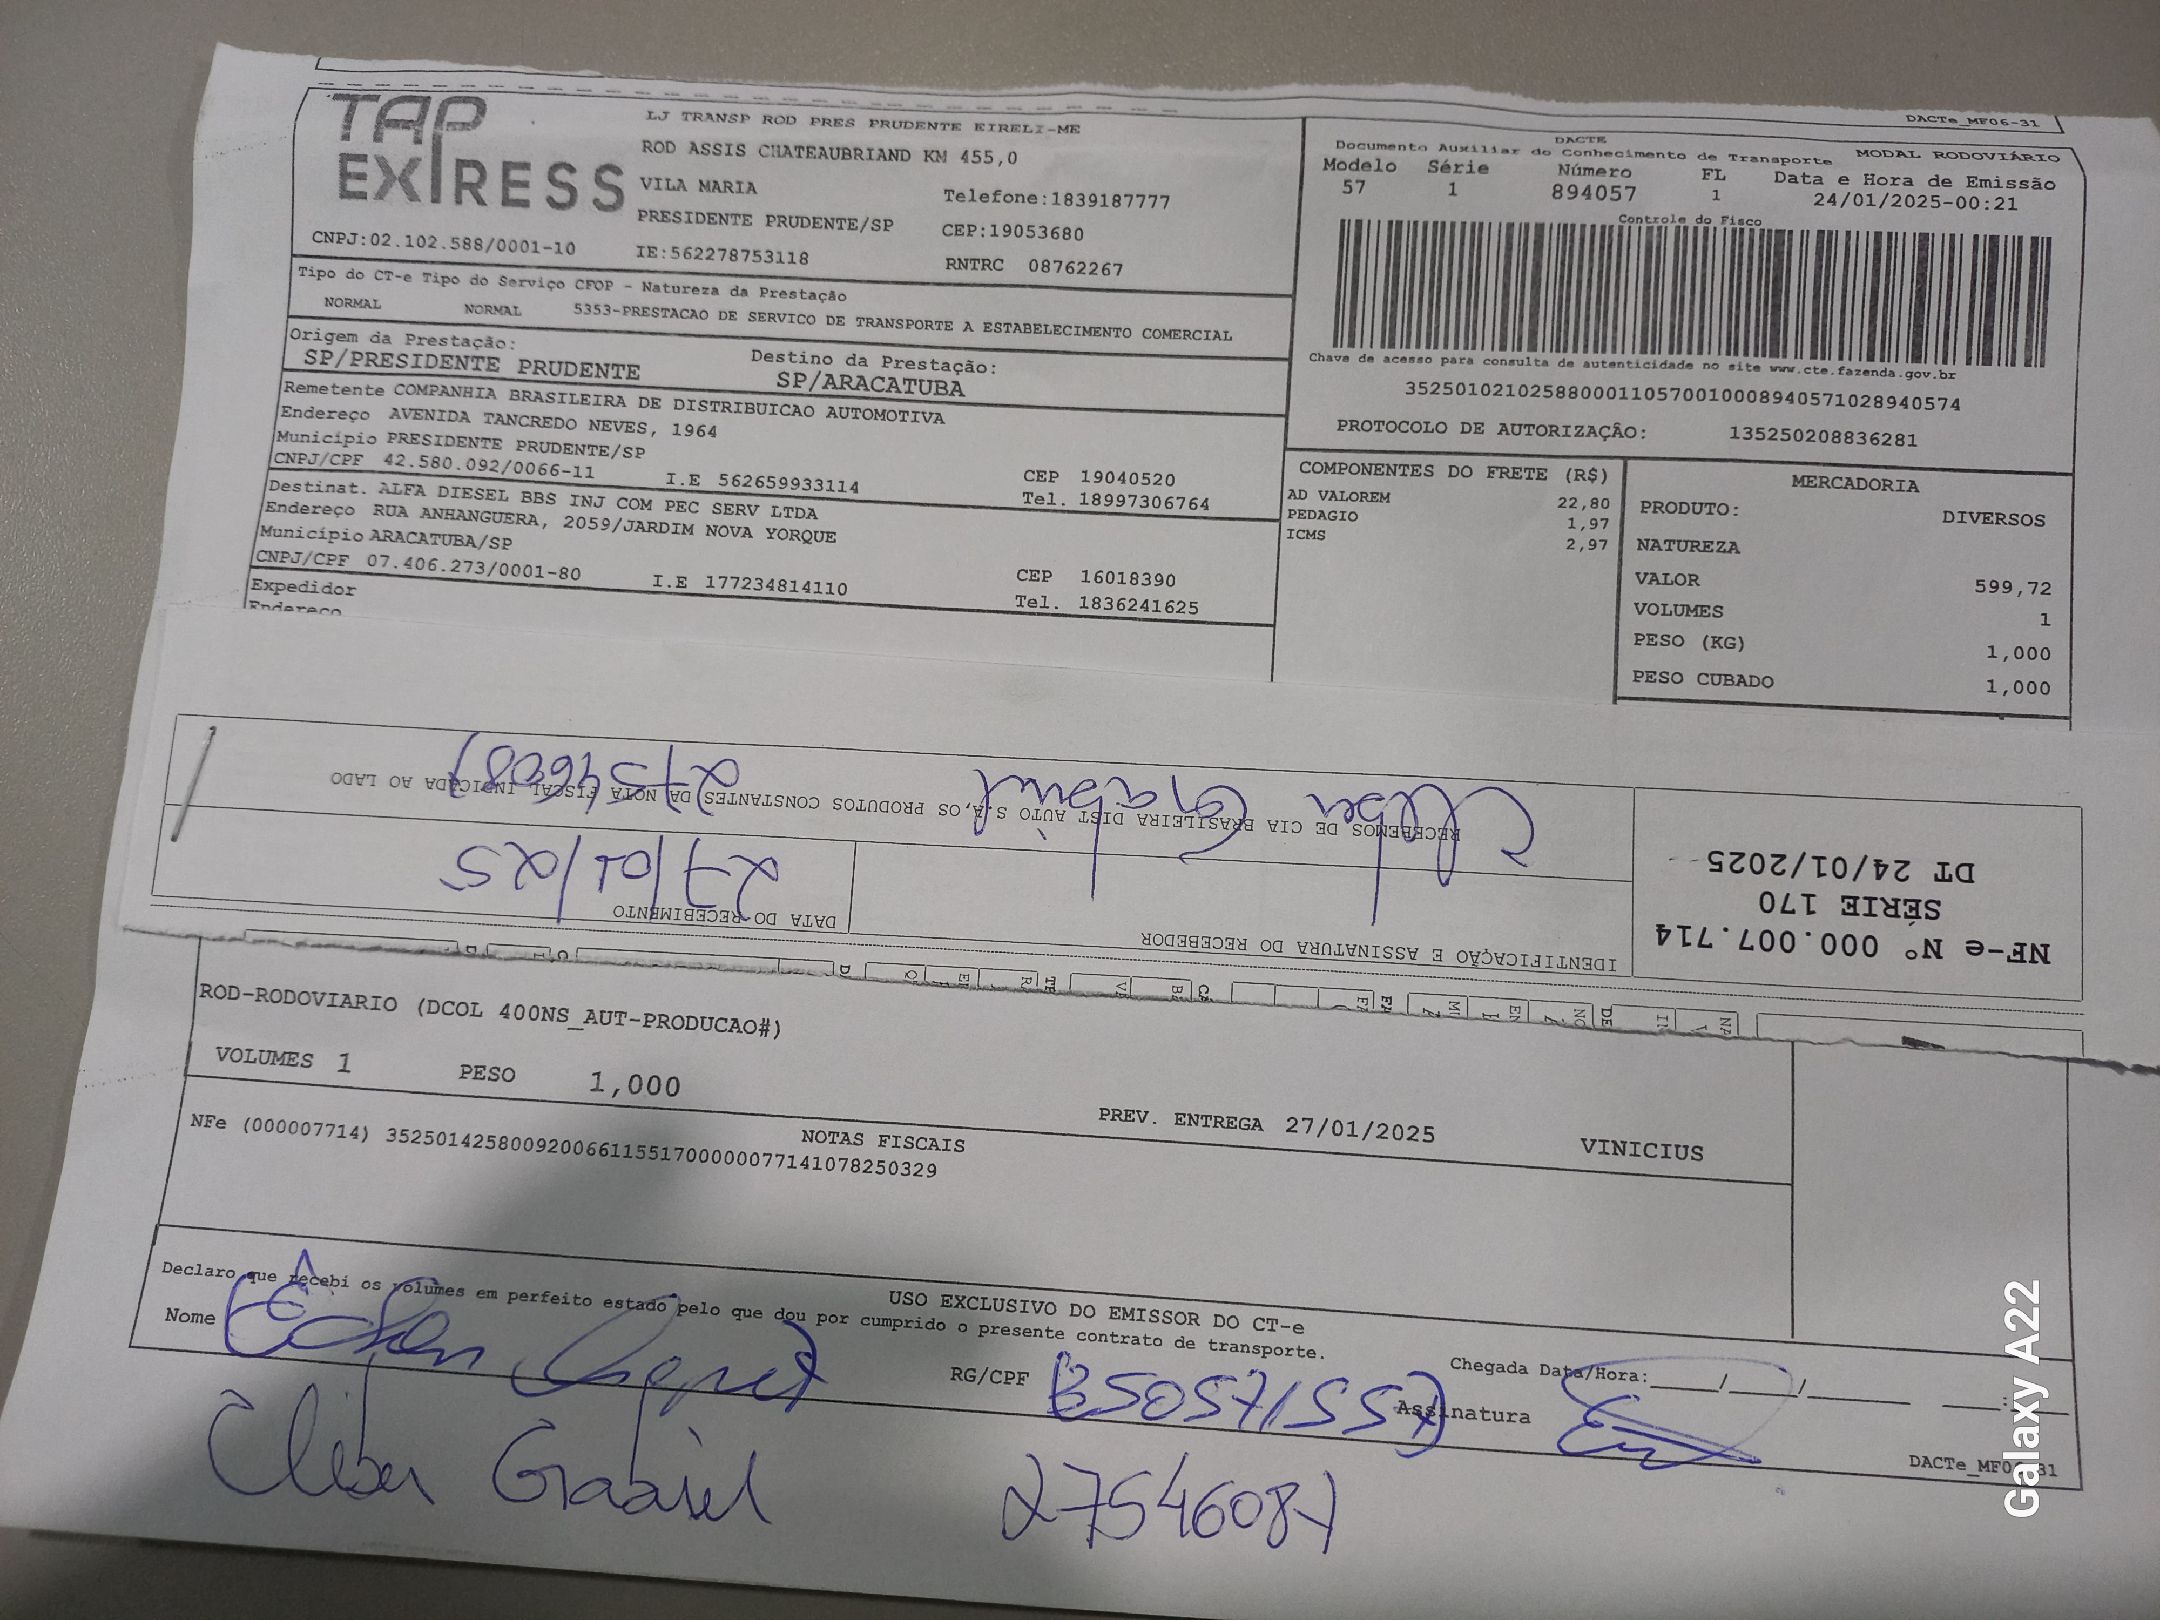 DACTe_MF06-31
TAP EXPRESS
LJ TRANSP ROD PRES PRUDENTE EIRELI-ME
ROD ASSIS CHATEAUBRIAND KM 455,0
VILA MARIA Telefone:1839187777
PRESIDENTE PRUDENTE/SP CEP:19053680
CNPJ:02.102.588/0001-10 IE:562278753118 RNTRC 08762267
DACTE
Documento Auxiliar do Conhecimento de Transporte MODAL RODOVIÁRIO
Modelo Série Número FL Data e Hora de Emissão
57 1 894057 1 24/01/2025-00:21
Controle do Fisco
Chave de acesso para consulta de autenticidade no site www.cte.fazenda.gov.br
35250102102588000110570010008940571028940574
PROTOCOLO DE AUTORIZAÇÃO: 135250208836281
Tipo do CT-e Tipo do Serviço CFOP - Natureza da Prestação
NORMAL NORMAL 5353-PRESTACAO DE SERVICO DE TRANSPORTE A ESTABELECIMENTO COMERCIAL
Origem da Prestação: Destino da Prestação:
SP/PRESIDENTE PRUDENTE SP/ARACATUBA
Remetente COMPANHIA BRASILEIRA DE DISTRIBUICAO AUTOMOTIVA
Endereço AVENIDA TANCREDO NEVES, 1964
Município PRESIDENTE PRUDENTE/SP CEP 19040520
CNPJ/CPF 42.580.092/0066-11 I.E 562659933114 Tel. 18997306764
Destinat. ALFA DIESEL BBS INJ COM PEC SERV LTDA
Endereço RUA ANHANGUERA, 2059/JARDIM NOVA YORQUE
Município ARACATUBA/SP CEP 16018390
CNPJ/CPF 07.406.273/0001-80 I.E 177234814110 Tel. 1836241625
Expedidor
Endereço
COMPONENTES DO FRETE (R$)
AD VALOREM 22,80
PEDAGIO 1,97
ICMS 2,97
MERCADORIA
PRODUTO: DIVERSOS
NATUREZA
VALOR 599,72
VOLUMES 1
PESO (KG) 1,000
PESO CUBADO 1,000
NF-e Nº 000.007.714
SÉRIE 170
DT 24/01/2025
IDENTIFICAÇÃO E ASSINATURA DO RECEBEDOR
DATA DO RECEBIMENTO
27/01/25
RECEBEMOS DE CIA BRASILEIRA DIST AUTO S.A, OS PRODUTOS CONSTANTES DA NOTA FISCAL INDICADA AO LADO
Cleber Gabriel
27546087
ROD-RODOVIARIO (DCOL 400NS_AUT-PRODUCAO#)
VOLUMES 1 PESO 1,000
PREV. ENTREGA 27/01/2025 VINICIUS
NOTAS FISCAIS
NFe (000007714) 35250142580092006611551700000077141078250329
USO EXCLUSIVO DO EMISSOR DO CT-e
Declaro que recebi os volumes em perfeito estado pelo que dou por cumprido o presente contrato de transporte.
Nome RG/CPF Chegada Data/Hora:____/____/______ ____:____
Assinatura
DACTe_MF06-31
Cleber Gabriel 27546087
Galaxy A22